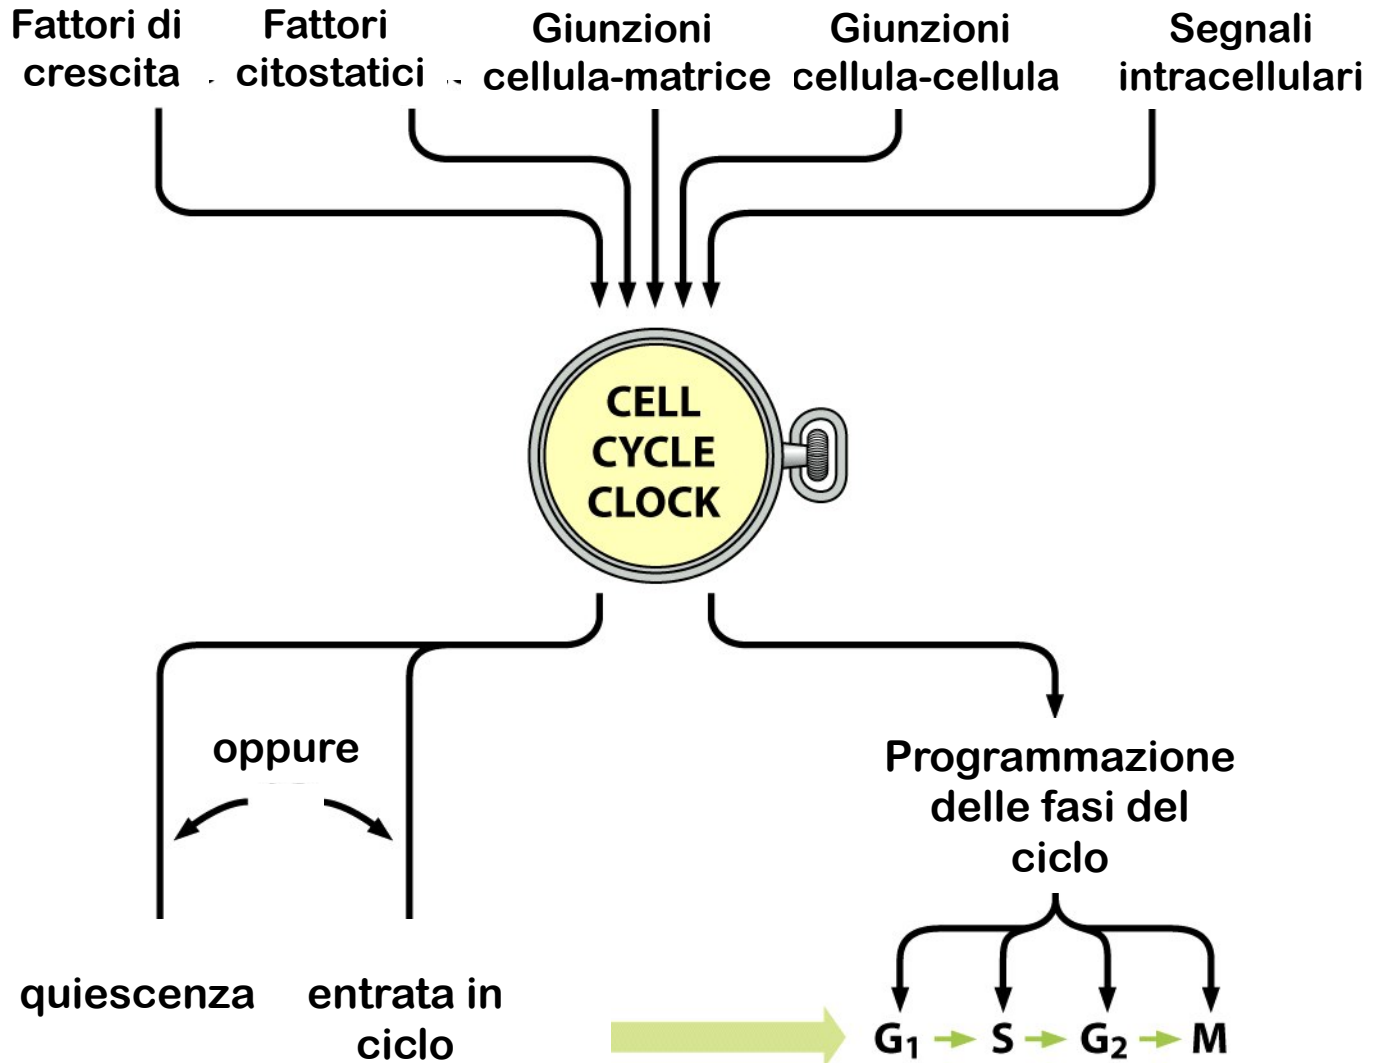 Fattori di
crescita
Fattori
citostatici
Giunzioni
cellula-matrice
Giunzioni
cellula-cellula
Segnali
intracellulari
CELL
CYCLE
CLOCK
oppure
Programmazione
delle fasi del
ciclo
quiescenza
entrata in
ciclo
G₁ → S → G₂ → M